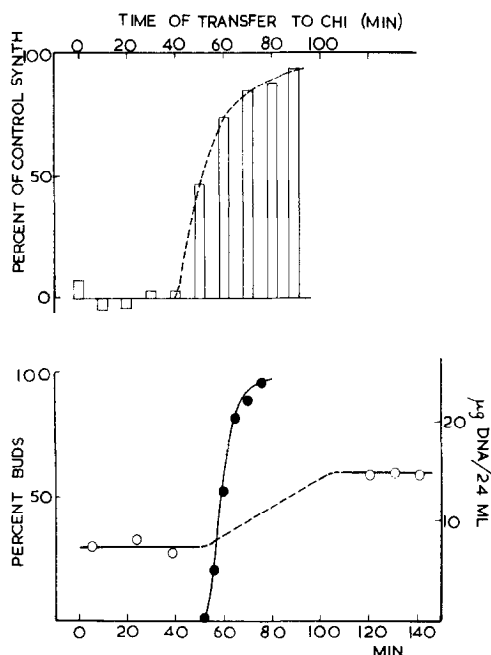 TIME OF TRANSFER TO CHI (MIN)
0 20 40 60 80 100
PERCENT OF CONTROL SYNTH
100
50
0
PERCENT BUDS
100
50
µg DNA/24 ML
20
10
0 20 40 60 80 100 120 140
MIN